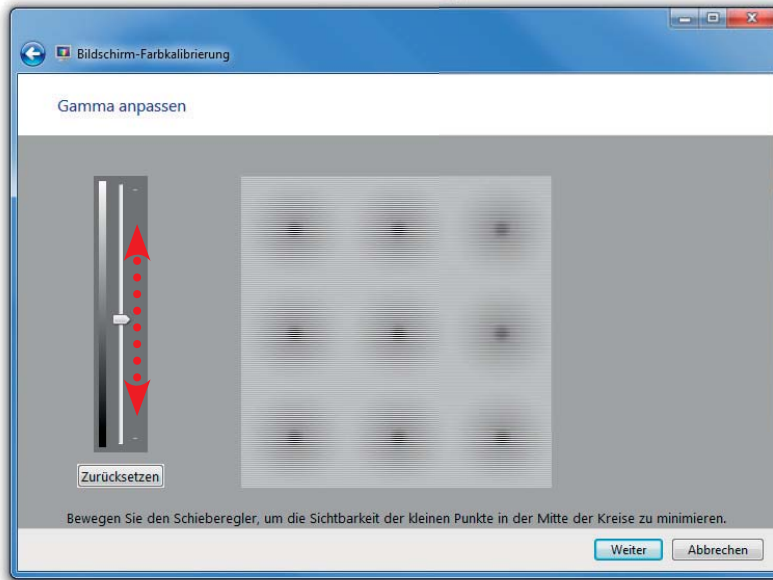 Bildschirm-Farbkalibrierung
Gamma anpassen
Zurücksetzen
Bewegen Sie den Schieberegler, um die Sichtbarkeit der kleinen Punkte in der Mitte der Kreise zu minimieren.
Weiter
Abbrechen